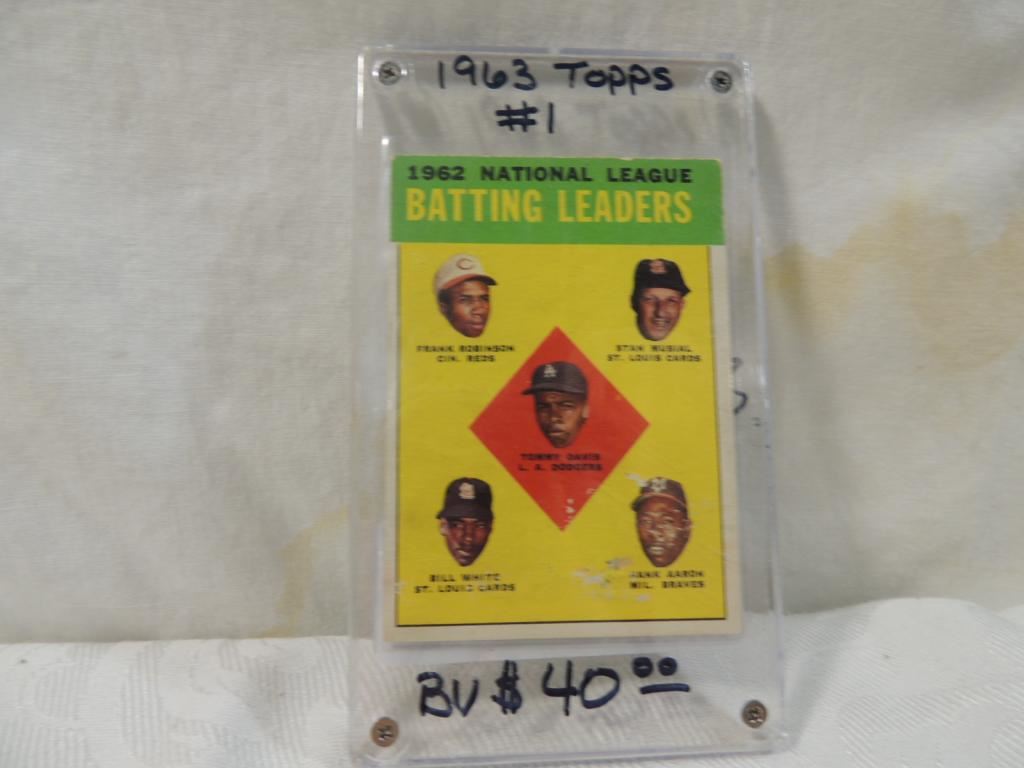 1963 Topps
#1
1962 NATIONAL LEAGUE
BATTING LEADERS
C
FRANK ROBINSON
CIN. REDS
STAN MUSIAL
ST. LOUIS CARDS
LA
TOMMY DAVIS
L. A. DODGERS
BILL WHITE
ST. LOUIS CARDS
HANK AARON
MIL. BRAVES
BV $40.00